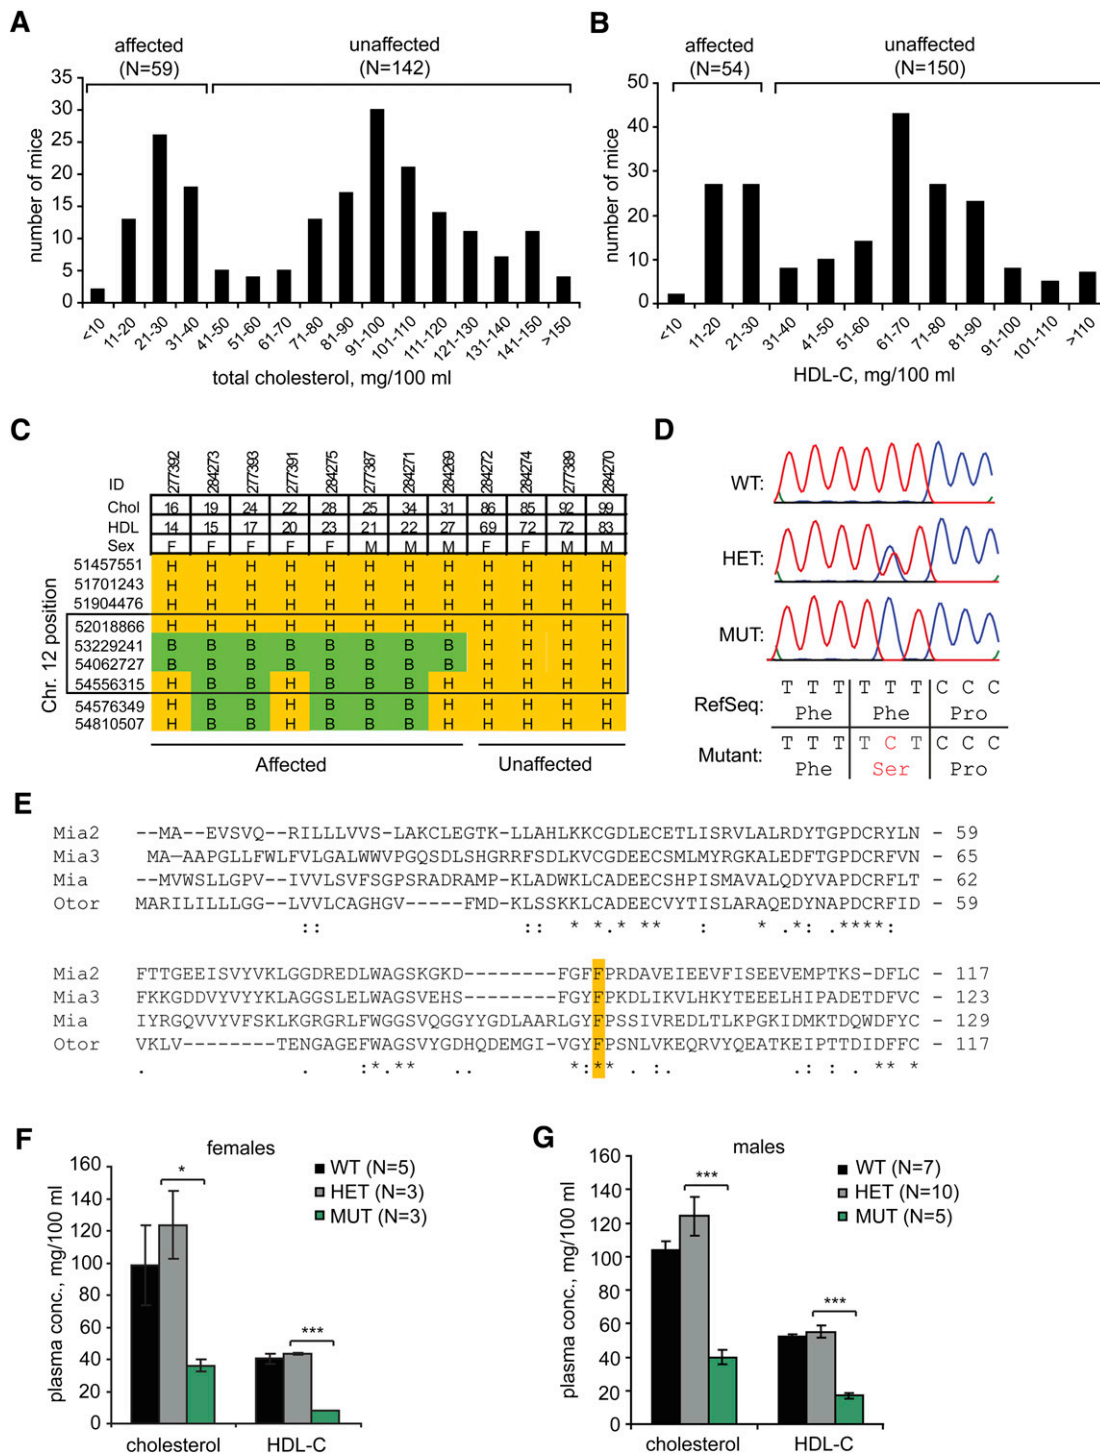 A
affected
(N=59)
unaffected
(N=142)
number of mice
35
30
25
20
15
10
5
0
<10
11-20
21-30
31-40
41-50
51-60
61-70
71-80
81-90
91-100
101-110
111-120
121-130
131-140
141-150
>150
total cholesterol, mg/100 ml
B
affected
(N=54)
unaffected
(N=150)
number of mice
50
40
30
20
10
0
<10
11-20
21-30
31-40
41-50
51-60
61-70
71-80
81-90
91-100
101-110
>110
HDL-C, mg/100 ml
C
ID 277392 284273 277393 277391 284275 277387 284271 284269 284272 284274 277389 284270
Chol 16 19 24 22 28 25 34 31 86 85 92 99
HDL 14 15 17 20 23 21 22 27 69 72 72 83
Sex F F F F F M M M F F M M
Chr. 12 position
51457551 H H H H H H H H H H H H
51701243 H H H H H H H H H H H H
51904476 H H H H H H H H H H H H
52018866 H H H H H H H H H H H H
53229241 B B B B B B B B H H H H
54062727 B B B B B B B B H H H H
54556315 H B B H B B B H H H H H
54576349 H B B H B B B H H H H H
54810507 H B B H B B B H H H H H
Affected
Unaffected
D
WT:
HET:
MUT:
RefSeq:
T T T T T T C C C
Phe Phe Pro
Mutant:
T T T T C T C C C
Phe Ser Pro
E
Mia2 --MA--EVSVQ--RILLLVVS-LAKCLEGTK-LLAHLKKCGDLECETLISRVLALRDYTGPDCRYLN - 59
Mia3 MA-AAPGLLFWLFVLGALWWVPGQSDLSHGRRFSDLKVCGDEECSMLMYRGKALEDFTGPDCRFVN - 65
Mia --MVWSLLGPV--IVVLSVFSGPSRADRAMP-KLADWKLCADEECSHPISMAVALQDYVAPDCRFLT - 62
Otor MARILILLLGG--LVVLCAGHGV-----FMD-KLSSKKLCADEECVYTISLARAQEDYNAPDCRFID - 59
:: :: * *.* ** : * .*: .****:
Mia2 FTTGEEISVYVKLGGDREDLWAGSKGKD--------FGFFPRDAVEIEEVFISEEVEMPTKS-DFLC - 117
Mia3 FKKGDDVYVYYKLAGGSLELWAGSVEHS--------FGYFPKDLIKVLHKYTEEELHIPADETDFVC - 123
Mia IYRGQVVYVFSKLKGRGRLFWGGSVQGGYYGDLAARLGYFPSSIVREDLTLKPGKIDMKTDQWDFYC - 129
Otor VKLV--------TENGAGEFWAGSVYGDHQDEMGI-VGYFPSNLVKEQRVYQEATKEIPTTDIDFFC - 117
. *.** .. *:** . :. .: : ** *
F
females
plasma conc., mg/100 ml
160
140
120
100
80
60
40
20
0
*
***
WT (N=5)
HET (N=3)
MUT (N=3)
cholesterol
HDL-C
G
males
plasma conc., mg/100 ml
160
140
120
100
80
60
40
20
0
***
***
WT (N=7)
HET (N=10)
MUT (N=5)
cholesterol
HDL-C